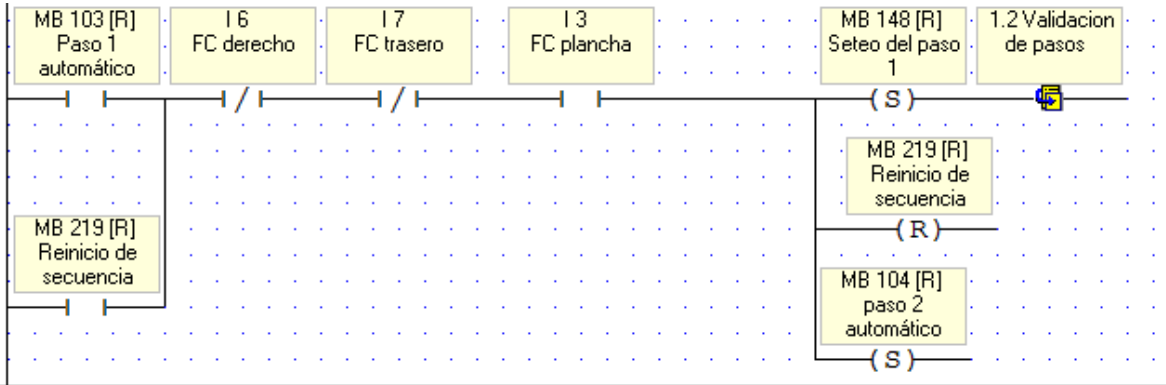 MB 103 [R]
Paso 1
automático
I 6
FC derecho
I 7
FC trasero
I 3
FC plancha
MB 148 [R]
Seteo del paso
1
1.2 Validacion
de pasos
( S )
MB 219 [R]
Reinicio de
secuencia
( R )
MB 219 [R]
Reinicio de
secuencia
MB 104 [R]
paso 2
automático
( S )